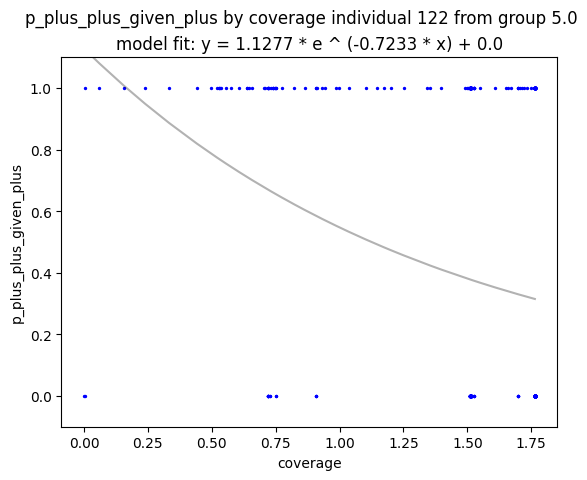 p_plus_plus_given_plus by coverage individual 122 from group 5.0
model fit: y = 1.1277 * e ^ (-0.7233 * x) + 0.0
1.0
0.8
0.6
0.4
0.2
0.0
p_plus_plus_given_plus
0.00 0.25 0.50 0.75 1.00 1.25 1.50 1.75
coverage